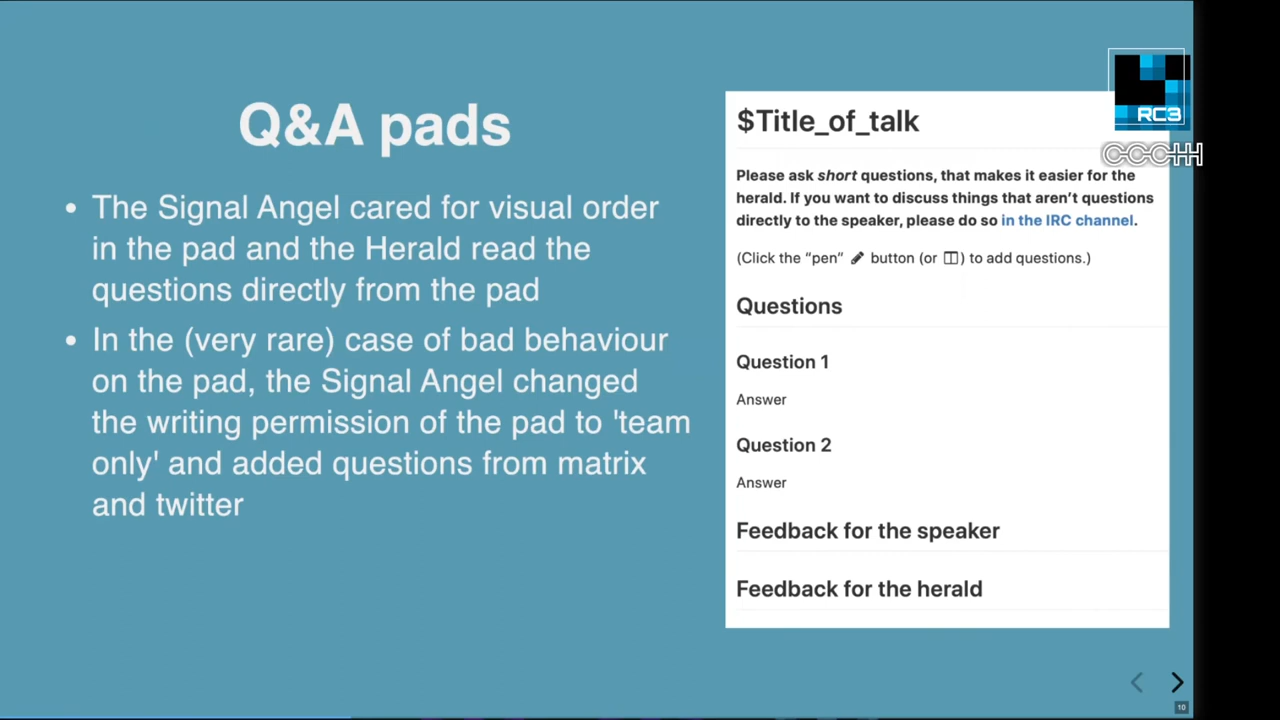 Q&A pads
• The Signal Angel cared for visual order
in the pad and the Herald read the
questions directly from the pad
• In the (very rare) case of bad behaviour
on the pad, the Signal Angel changed
the writing permission of the pad to 'team
only' and added questions from matrix
and twitter
$Title_of_talk
Please ask short questions, that makes it easier for the
herald. If you want to discuss things that aren’t questions
directly to the speaker, please do so in the IRC channel.
(Click the “pen” button (or ) to add questions.)
Questions
Question 1
Answer
Question 2
Answer
Feedback for the speaker
Feedback for the herald
RC3
CCCHH
10